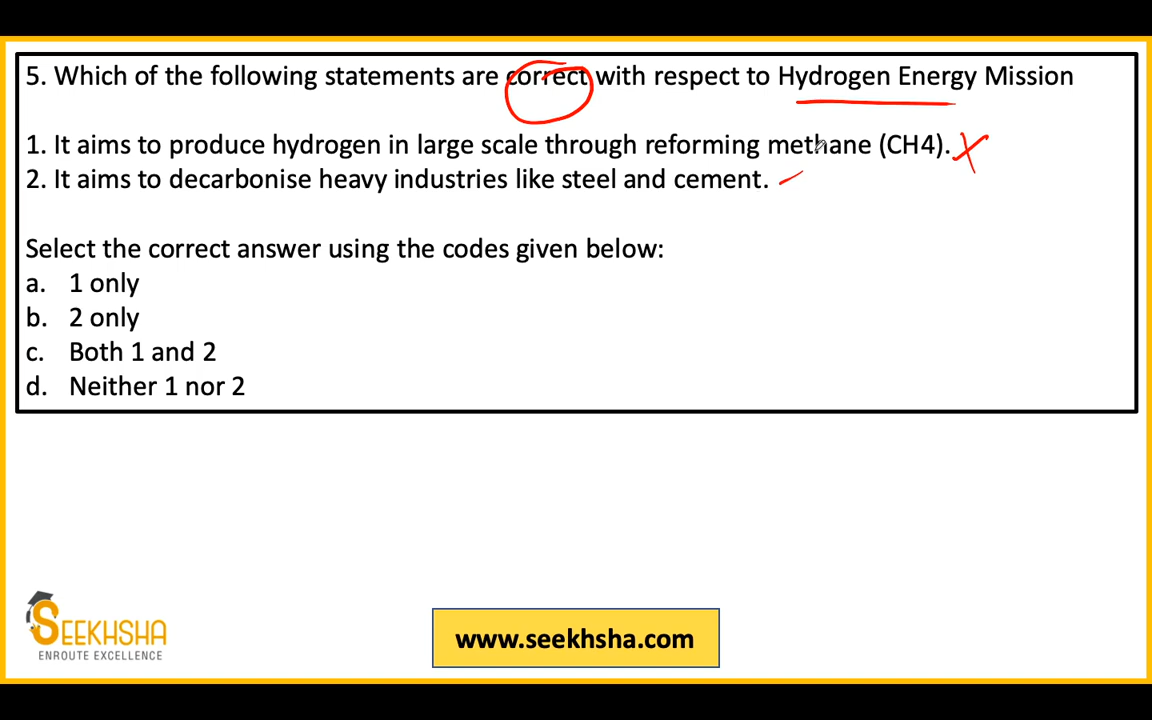 5. Which of the following statements are correct with respect to Hydrogen Energy Mission
1. It aims to produce hydrogen in large scale through reforming methane (CH4).
2. It aims to decarbonise heavy industries like steel and cement.
Select the correct answer using the codes given below:
a. 1 only
b. 2 only
c. Both 1 and 2
d. Neither 1 nor 2
SEEKHSHA
ENROUTE EXCELLENCE
www.seekhsha.com